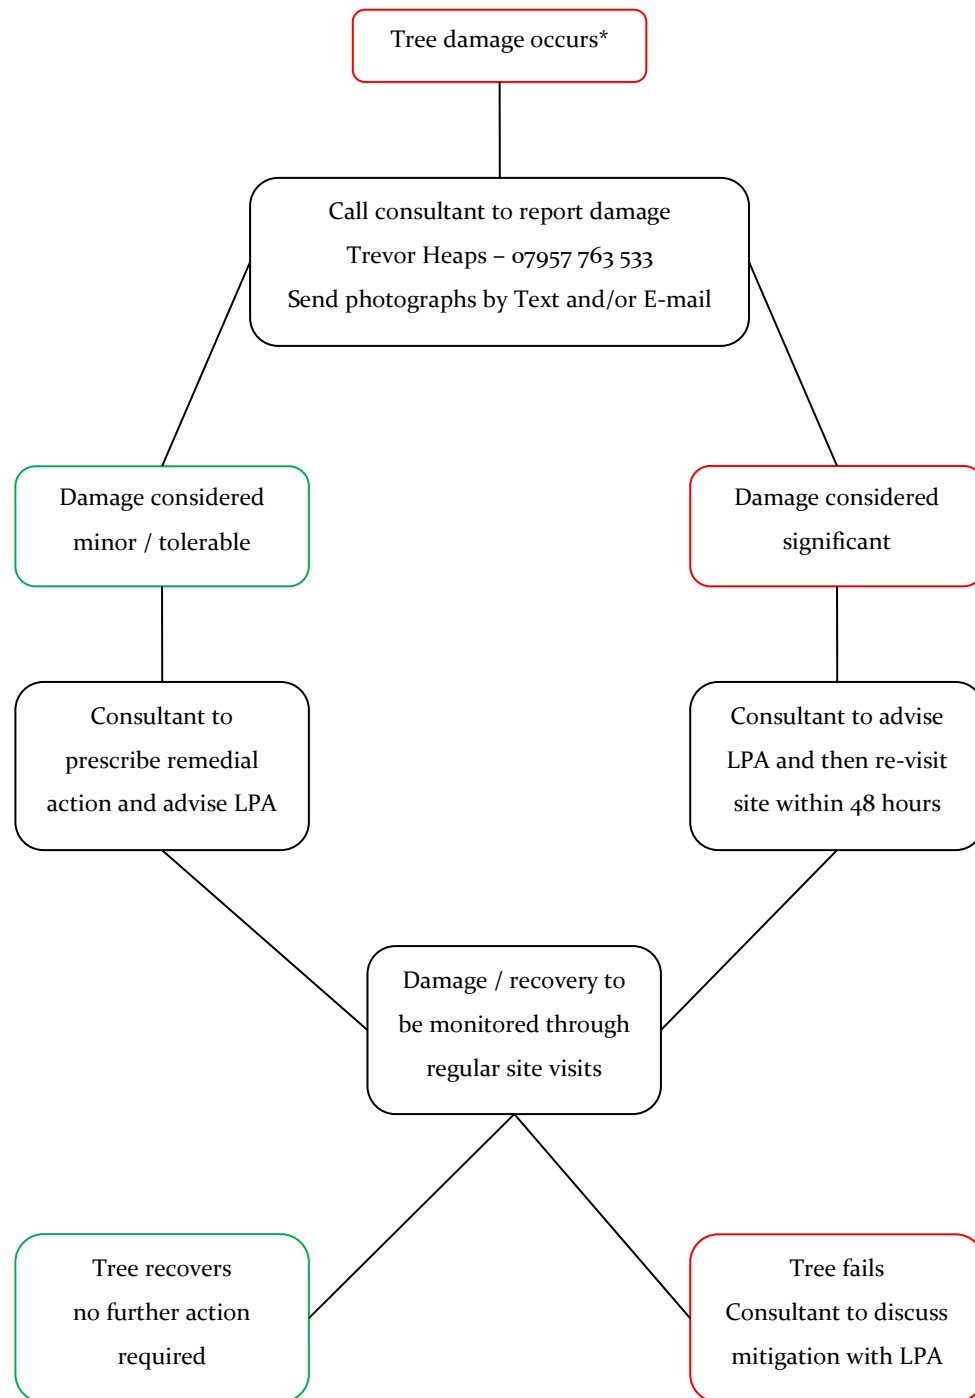 Tree damage occurs*
Call consultant to report damage
Trevor Heaps – 07957 763 533
Send photographs by Text and/or E-mail
Damage considered
minor / tolerable
Damage considered
significant
Consultant to
prescribe remedial
action and advise LPA
Consultant to advise
LPA and then re-visit
site within 48 hours
Damage / recovery to
be monitored through
regular site visits
Tree recovers
no further action
required
Tree fails
Consultant to discuss
mitigation with LPA